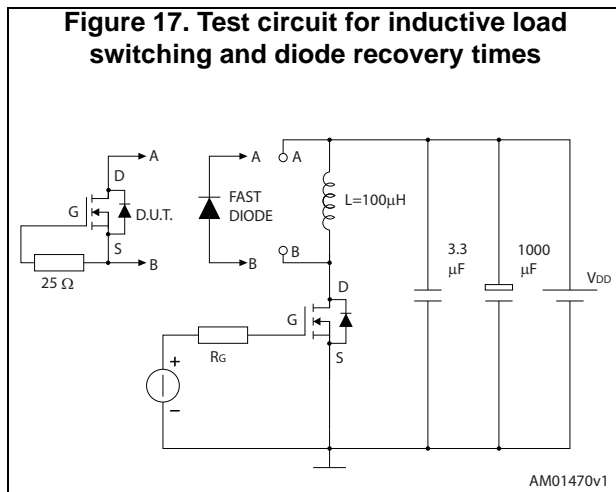 Figure 17. Test circuit for inductive load
switching and diode recovery times
A
D
G
D.U.T.
S
B
25 Ω
A
FAST
DIODE
B
A
L=100μH
B
D
G
S
RG
+
–
3.3
μF
1000
μF
VDD
AM01470v1